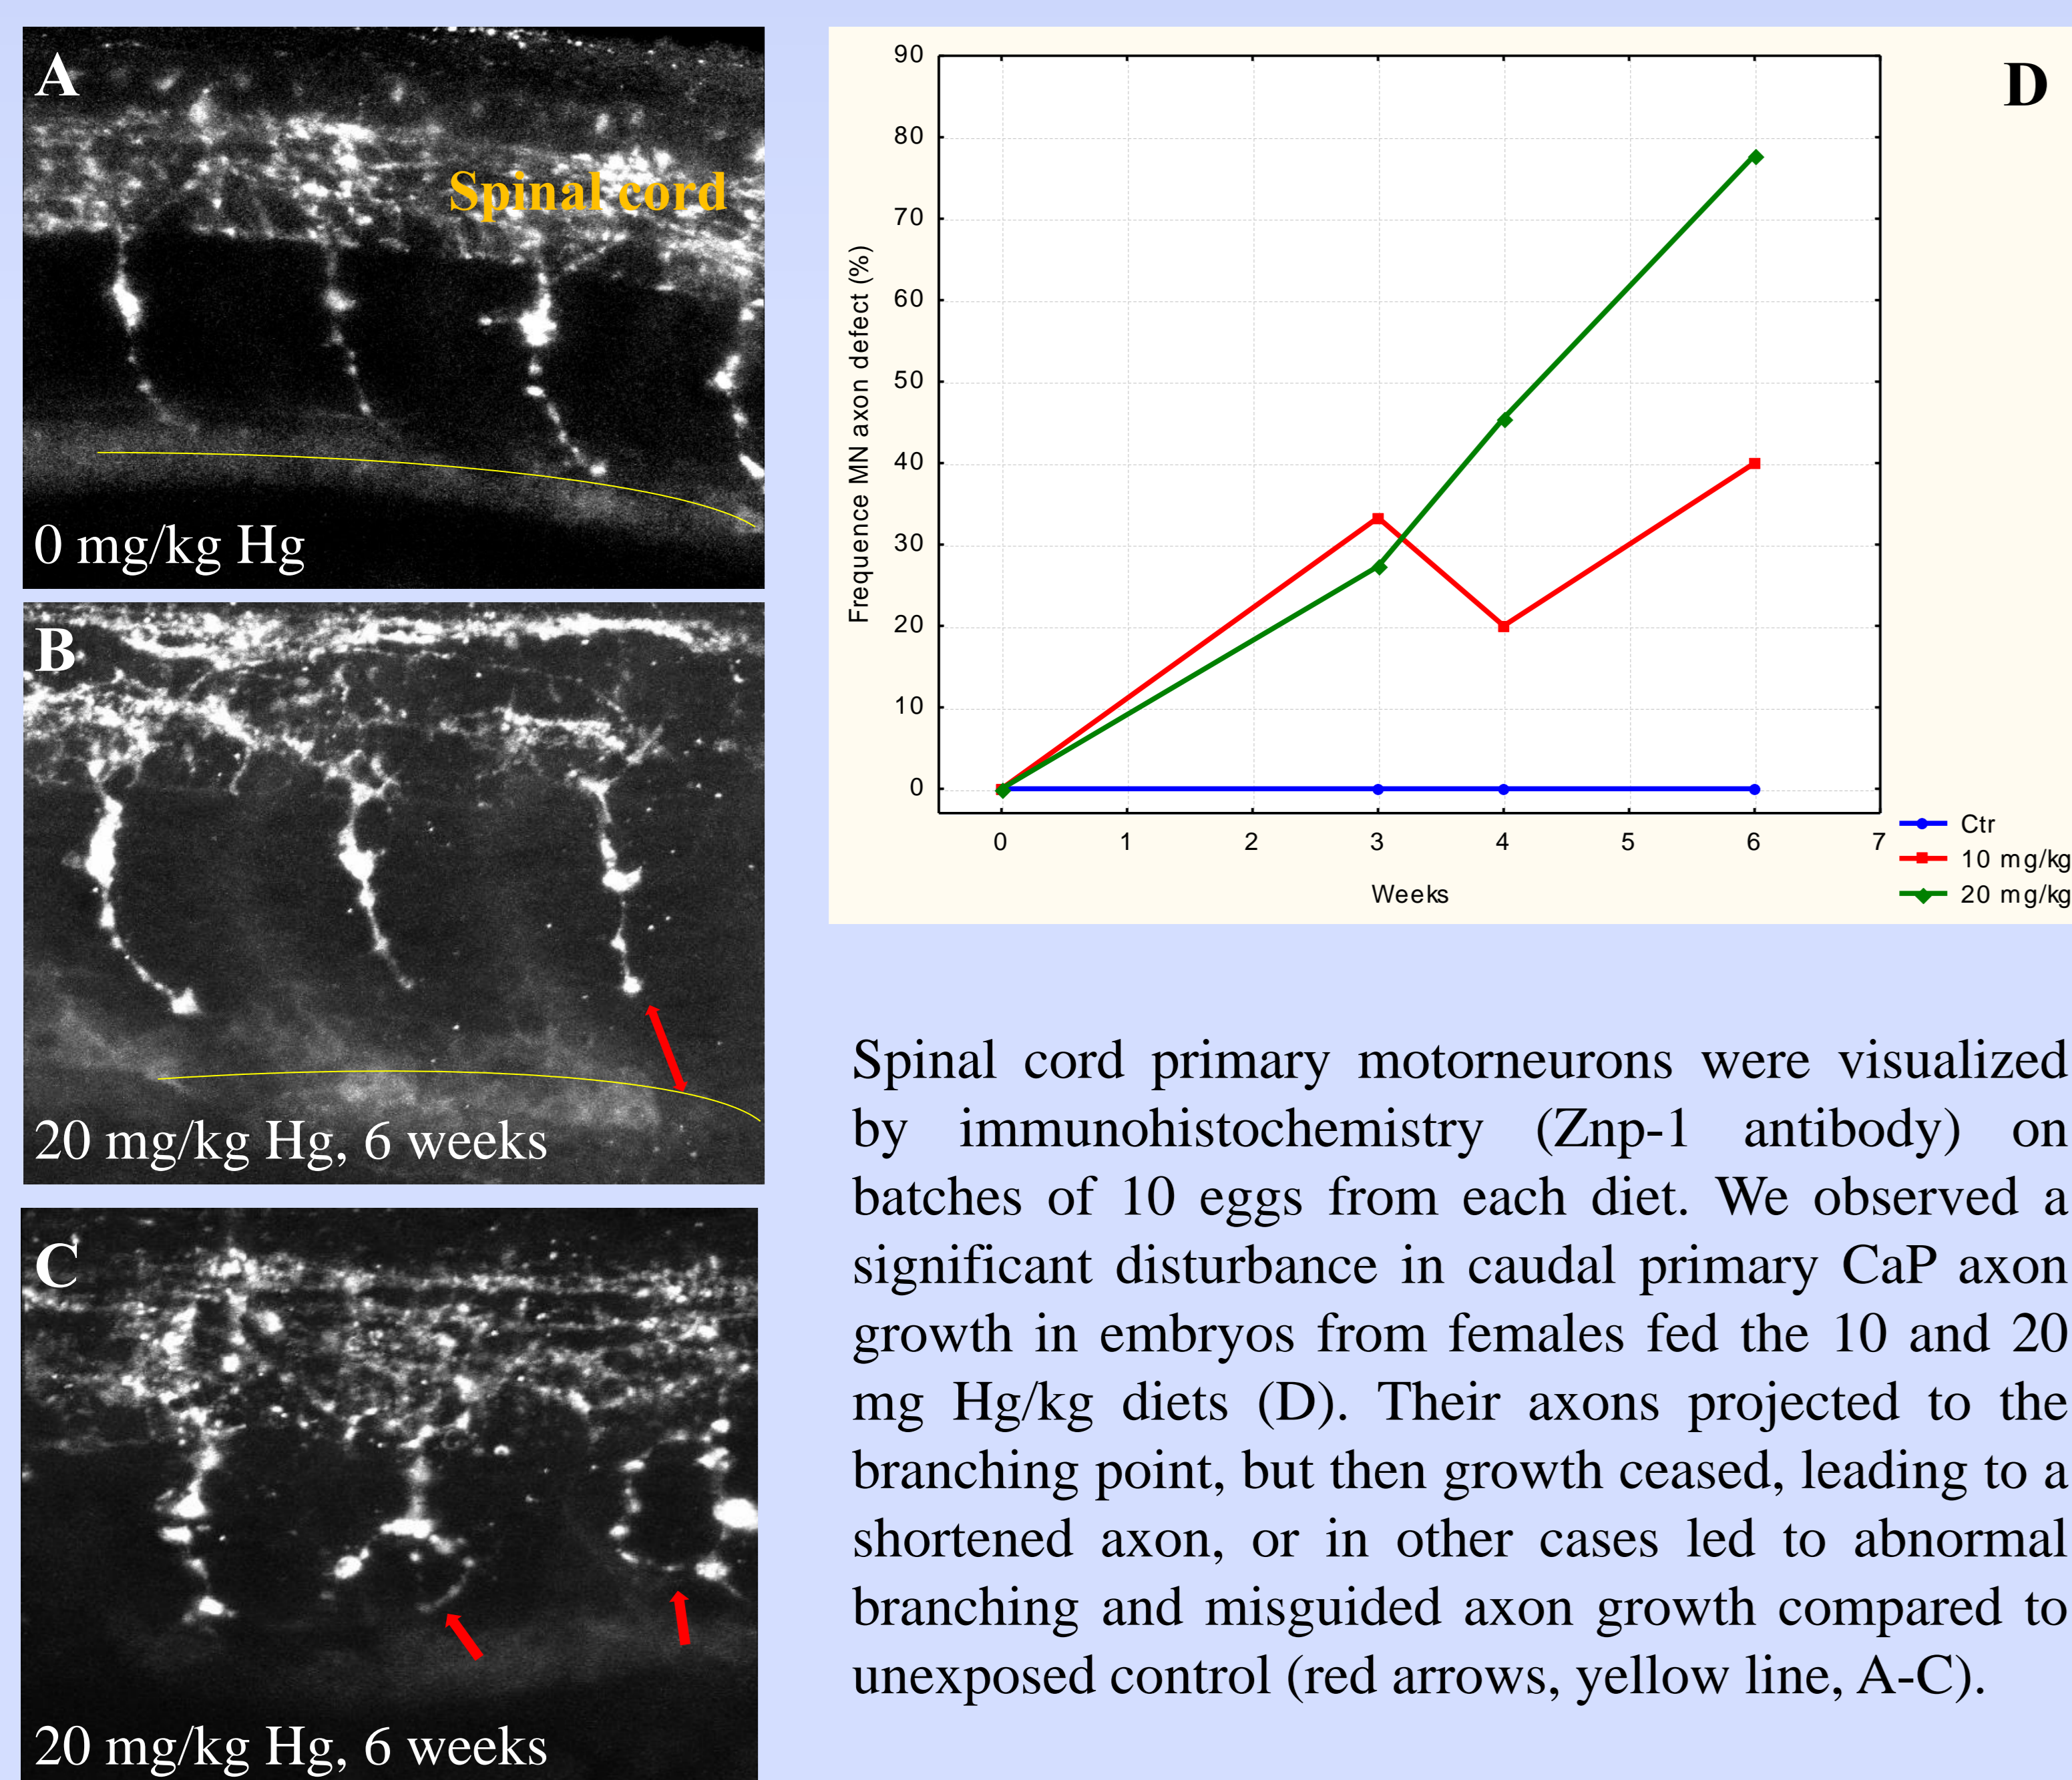 A
Spinal cord
0 mg/kg Hg
B
20 mg/kg Hg, 6 weeks
C
20 mg/kg Hg, 6 weeks
D
Frequence MN axon defect (%)
90
80
70
60
50
40
30
20
10
0
0 1 2 3 4 5 6 7
Weeks
Ctr
10 mg/kg
20 mg/kg
Spinal cord primary motorneurons were visualized
by immunohistochemistry (Znp-1 antibody) on
batches of 10 eggs from each diet. We observed a
significant disturbance in caudal primary CaP axon
growth in embryos from females fed the 10 and 20
mg Hg/kg diets (D). Their axons projected to the
branching point, but then growth ceased, leading to a
shortened axon, or in other cases led to abnormal
branching and misguided axon growth compared to
unexposed control (red arrows, yellow line, A-C).